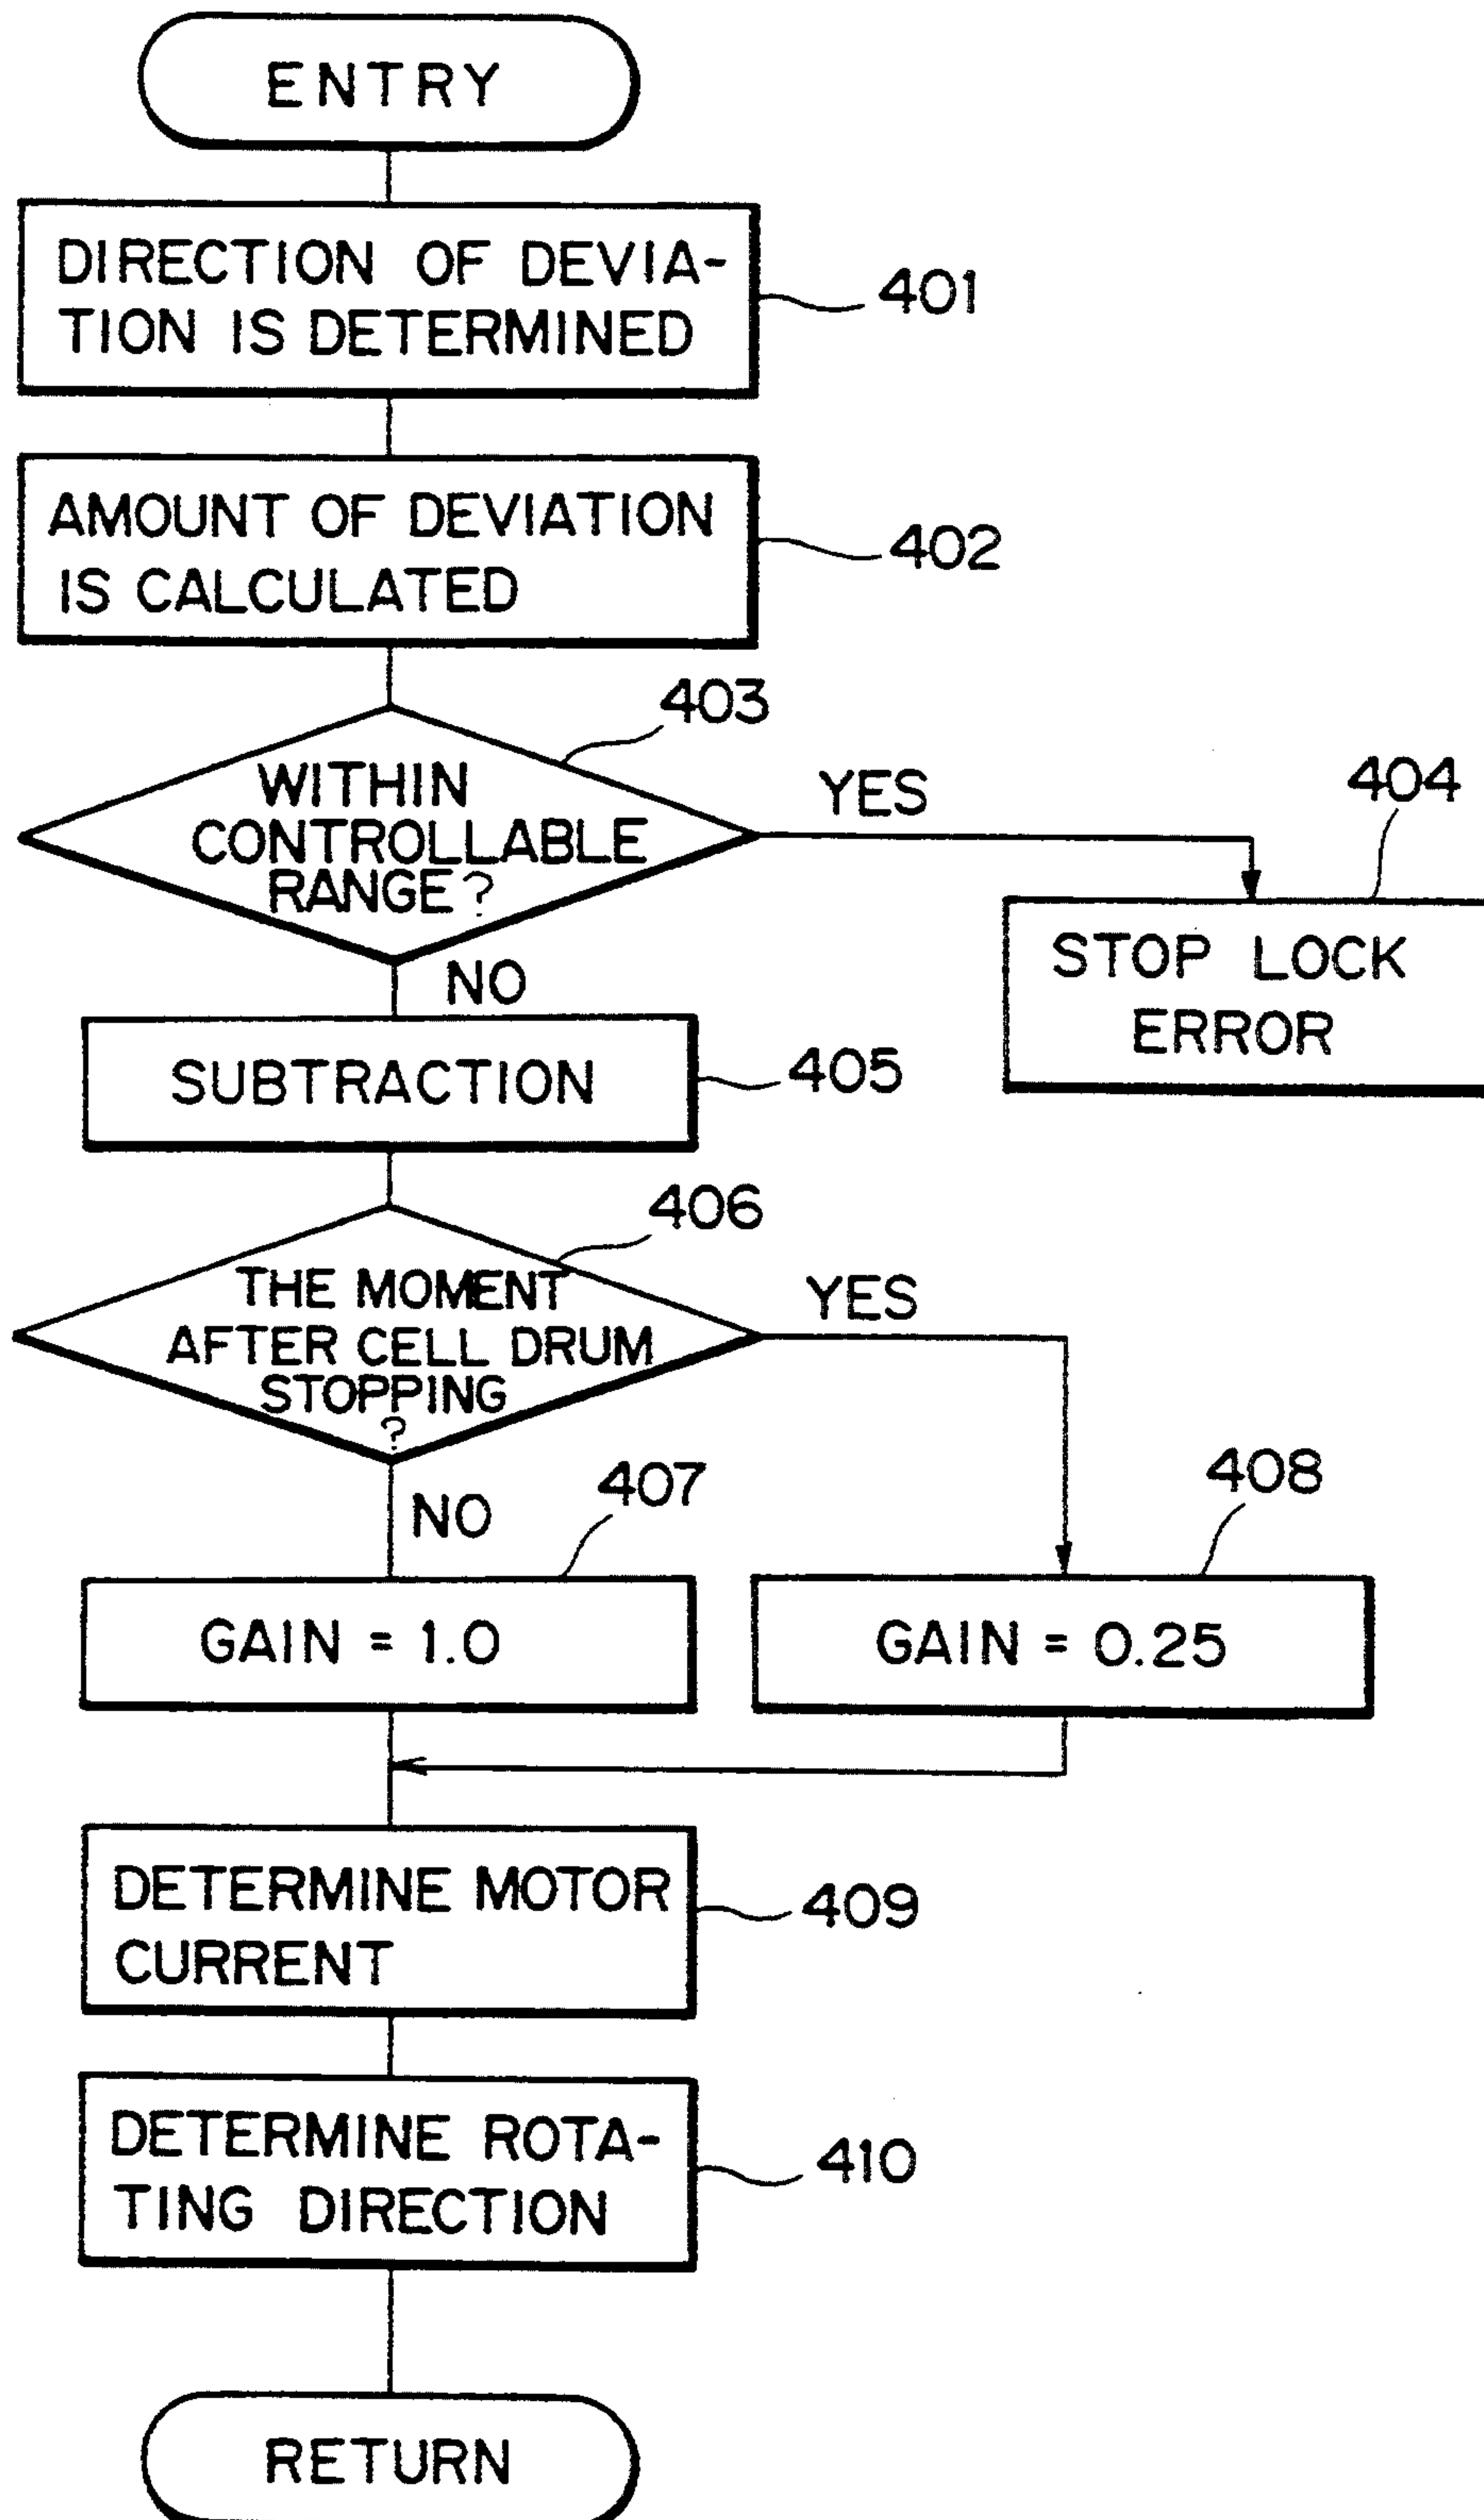 ENTRY
DIRECTION OF DEVIA-
TION IS DETERMINED
401
AMOUNT OF DEVIATION
IS CALCULATED
402
403
WITHIN
CONTROLLABLE
RANGE?
YES
404
STOP LOCK
ERROR
NO
SUBTRACTION
405
406
THE MOMENT
AFTER CELL DRUM
STOPPING
?
YES
NO
407
408
GAIN = 1.0
GAIN = 0.25
DETERMINE MOTOR
CURRENT
409
DETERMINE ROTA-
TING DIRECTION
410
RETURN